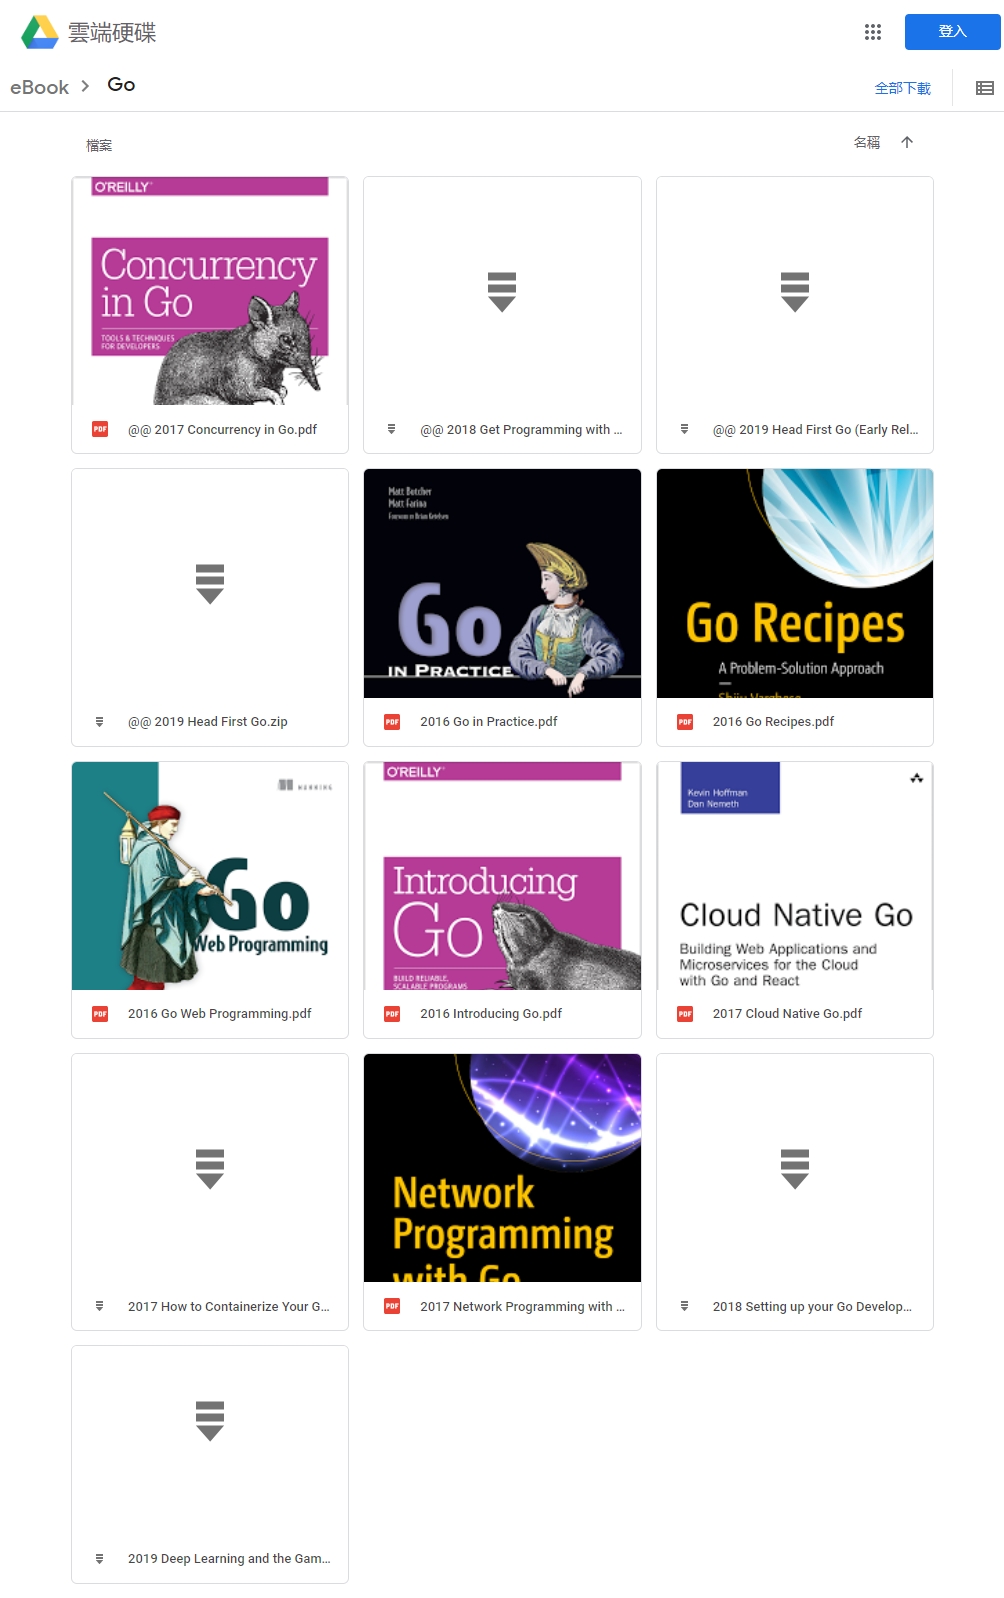 雲端硬碟
登入
eBook
Go
全部下載
檔案
名稱
O'REILLY
Concurrency
in Go
TOOLS & TECHNIQUES
FOR DEVELOPERS
PDF
@@ 2017 Concurrency in Go.pdf
@@ 2018 Get Programming with ...
@@ 2019 Head First Go (Early Rel...
@@ 2019 Head First Go.zip
Matt Butcher
Matt Farina
Foreword by Brian Ketelsen
Go
IN PRACTICE
PDF
2016 Go in Practice.pdf
Go Recipes
A Problem-Solution Approach
Shiju Varghese
PDF
2016 Go Recipes.pdf
MANNING
Go
Web Programming
PDF
2016 Go Web Programming.pdf
O'REILLY
Introducing
Go
BUILD RELIABLE,
SCALABLE PROGRAMS
PDF
2016 Introducing Go.pdf
Kevin Hoffman
Dan Nemeth
Cloud Native Go
Building Web Applications and
Microservices for the Cloud
with Go and React
PDF
2017 Cloud Native Go.pdf
2017 How to Containerize Your G...
Network
Programming
with Go
PDF
2017 Network Programming with ...
2018 Setting up your Go Develop...
2019 Deep Learning and the Gam...